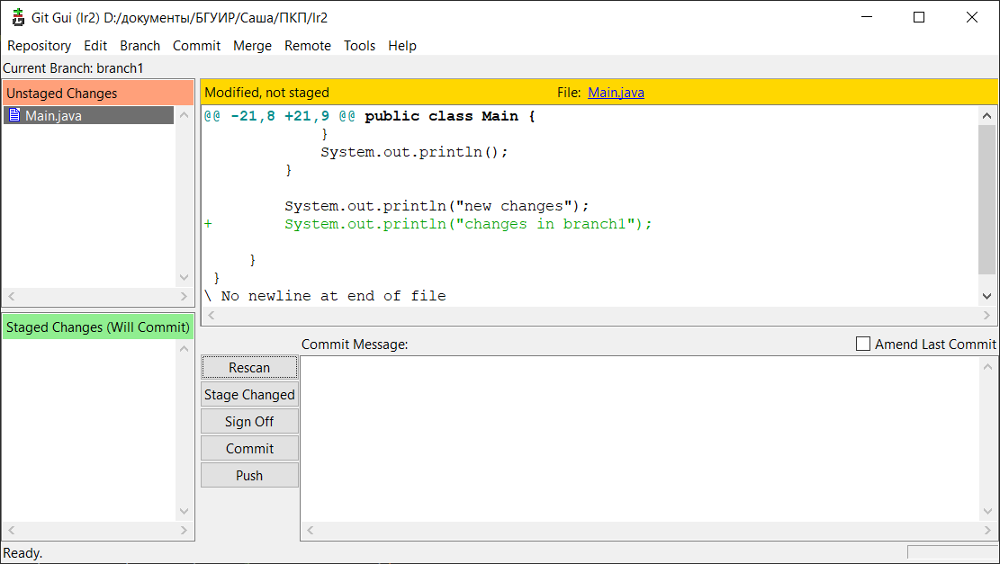 Git Gui (lr2) D:/документы/БГУИР/Саша/ПКП/lr2
Repository Edit Branch Commit Merge Remote Tools Help
Current Branch: branch1
Unstaged Changes
Main.java
Modified, not staged File: Main.java
@@ -21,8 +21,9 @@ public class Main {
             }
             System.out.println();
         }
         System.out.println("new changes");
+        System.out.println("changes in branch1");
     }
 }
\ No newline at end of file
Staged Changes (Will Commit)
Commit Message:
Amend Last Commit
Rescan
Stage Changed
Sign Off
Commit
Push
Ready.